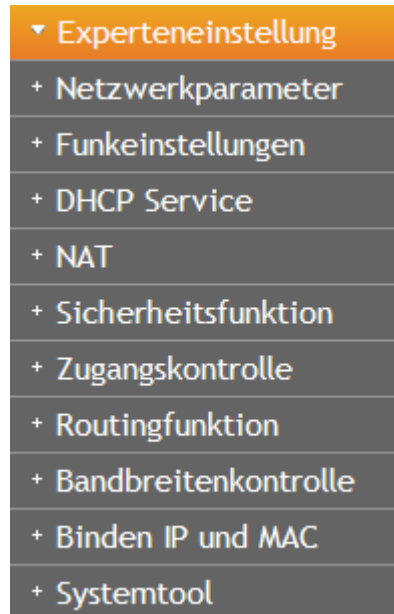 Experteneinstellung
+ Netzwerkparameter
+ Funkeinstellungen
+ DHCP Service
+ NAT
+ Sicherheitsfunktion
+ Zugangskontrolle
+ Routingfunktion
+ Bandbreitenkontrolle
+ Binden IP und MAC
+ Systemtool